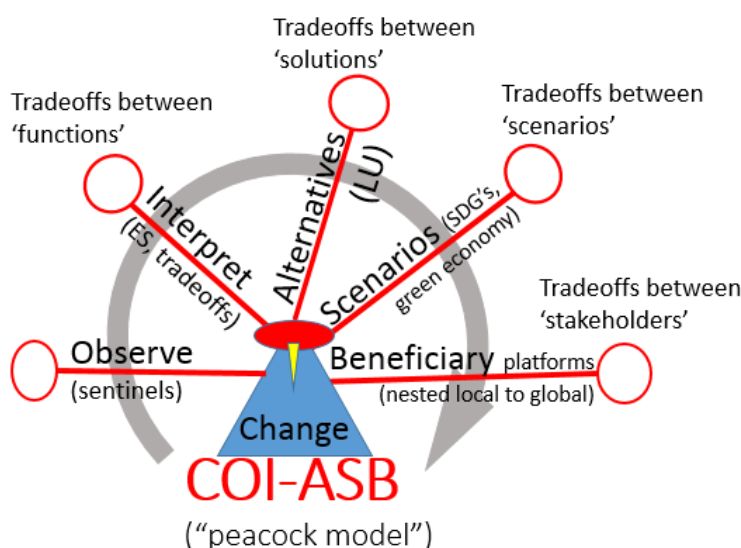 Tradeoffs between
‘solutions’
Tradeoffs between
‘functions’
Tradeoffs between
‘scenarios’
Interpret
(ES, tradeoffs)
Alternatives
(LU)
Scenarios (SDG's,
green economy)
Tradeoffs between
‘stakeholders’
Observe
(sentinels)
Beneficiary platforms
(nested local to global)
Change
COI-ASB
(“peacock model”)